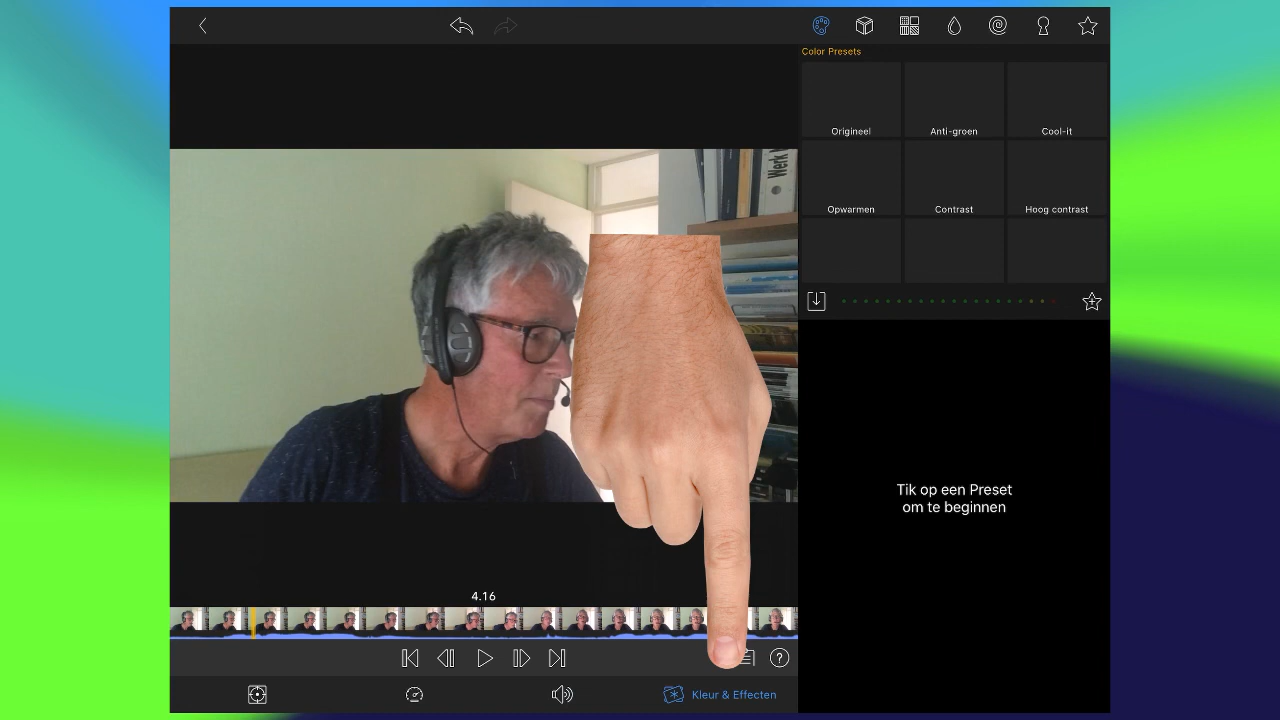 Color Presets
Origineel
Anti-groen
Cool-it
Opwarmen
Contrast
Hoog contrast
Werk
Tik op een Preset
om te beginnen
4.16
Kleur & Effecten